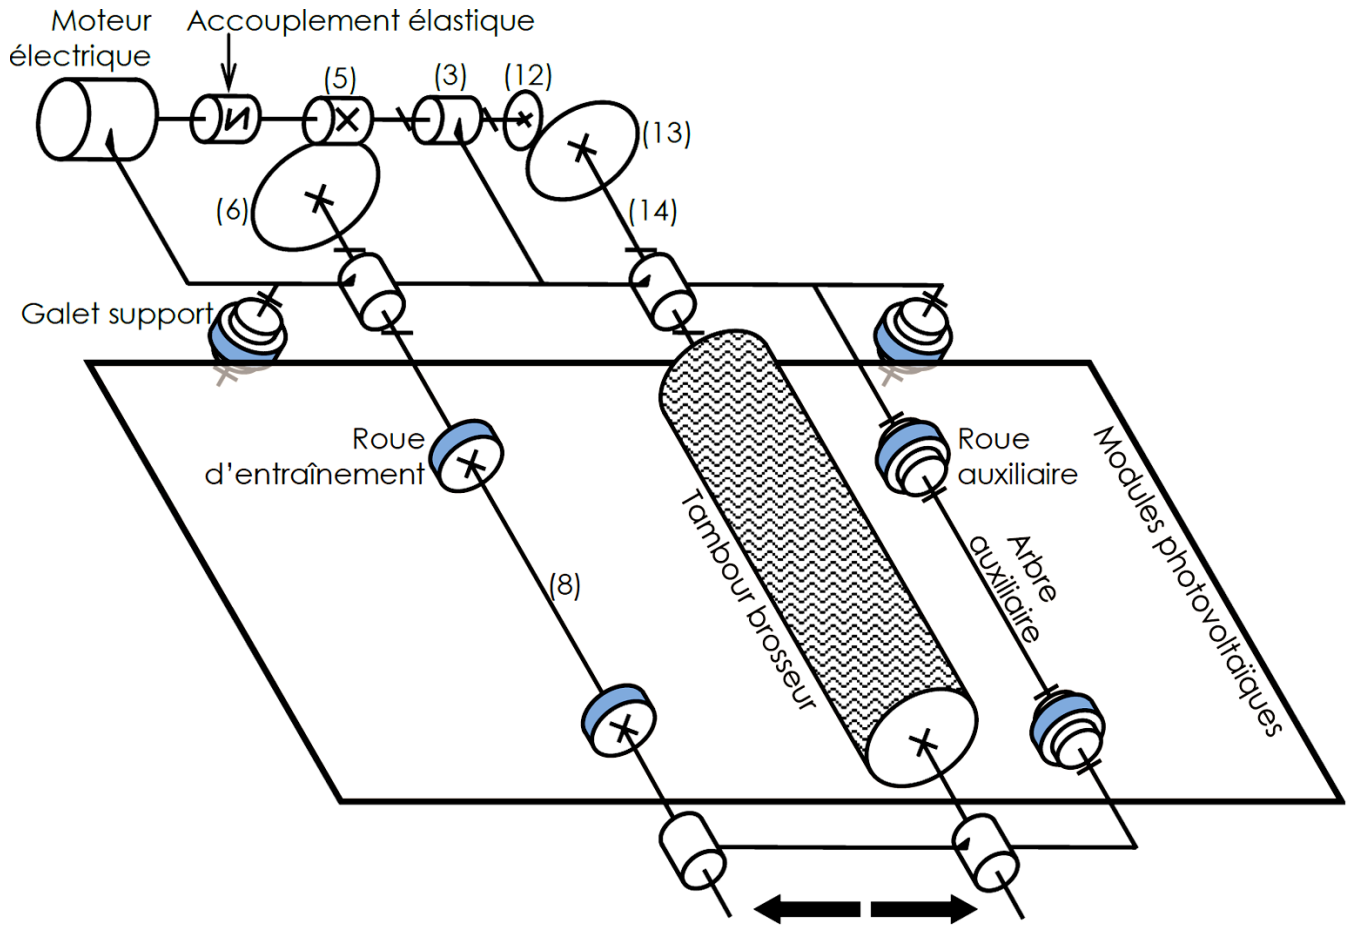 Moteur
électrique
Accouplement élastique
(5)
(3)
(12)
(13)
(6)
(14)
Galet support
Roue
d'entraînement
Roue
auxiliaire
Modules photovoltaïques
Tambour brosseur
Arbre
auxiliaire
(8)